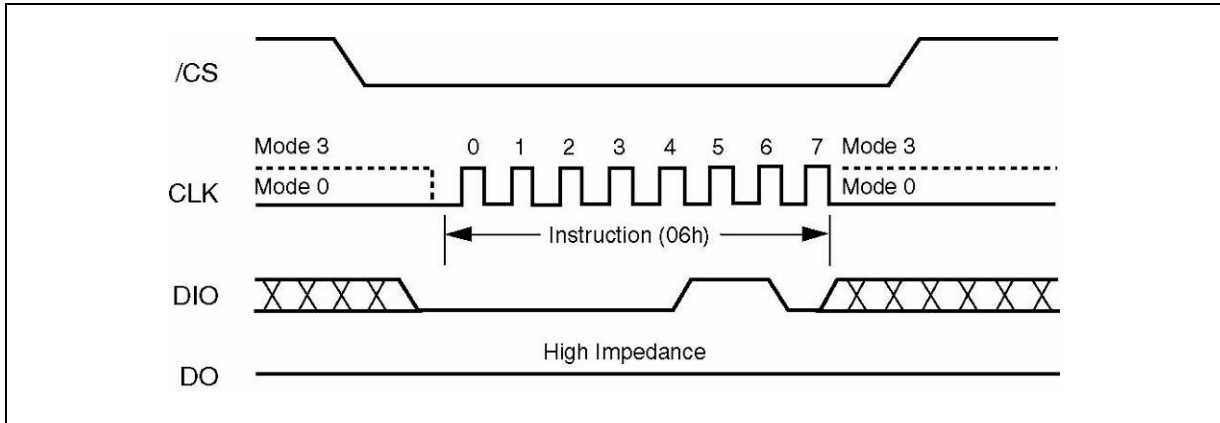 /CS
Mode 3 0 1 2 3 4 5 6 7 Mode 3
CLK Mode 0 Mode 0
Instruction (06h)
DIO
High Impedance
DO